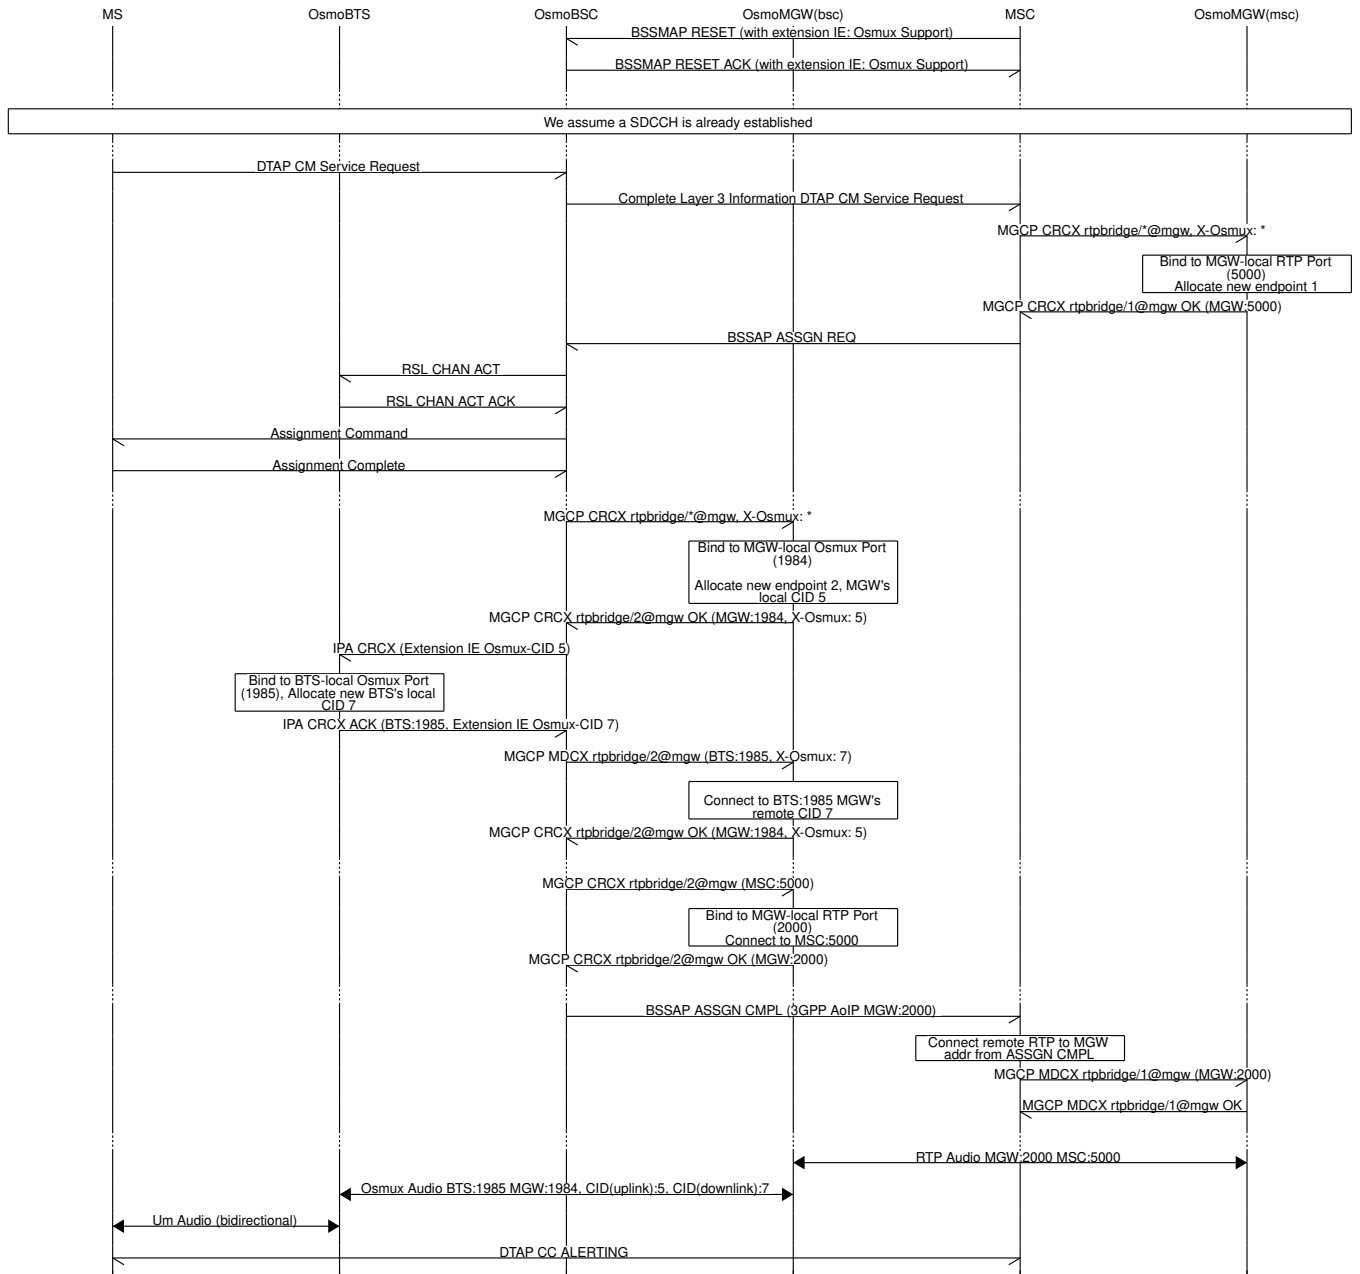 MS OsmoBTS OsmoBSC OsmoMGW(bsc) MSC OsmoMGW(msc)
BSSMAP RESET (with extension IE: Osmux Support)
BSSMAP RESET ACK (with extension IE: Osmux Support)
We assume a SDCCH is already established
DTAP CM Service Request
Complete Layer 3 Information DTAP CM Service Request
MGCP CRCX rtpbridge/*@mgw, X-Osmux: *
Bind to MGW-local RTP Port
(5000)
Allocate new endpoint 1
MGCP CRCX rtpbridge/1@mgw OK (MGW:5000)
BSSAP ASSGN REQ
RSL CHAN ACT
RSL CHAN ACT ACK
Assignment Command
Assignment Complete
MGCP CRCX rtpbridge/*@mgw, X-Osmux: *
Bind to MGW-local Osmux Port
(1984)
Allocate new endpoint 2, MGW's
local CID 5
MGCP CRCX rtpbridge/2@mgw OK (MGW:1984, X-Osmux: 5)
IPA CRCX (Extension IE Osmux-CID 5)
Bind to BTS-local Osmux Port
(1985), Allocate new BTS's local
CID 7
IPA CRCX ACK (BTS:1985, Extension IE Osmux-CID 7)
MGCP MDCX rtpbridge/2@mgw (BTS:1985, X-Osmux: 7)
Connect to BTS:1985 MGW's
remote CID 7
MGCP CRCX rtpbridge/2@mgw OK (MGW:1984, X-Osmux: 5)
MGCP CRCX rtpbridge/2@mgw (MSC:5000)
Bind to MGW-local RTP Port
(2000)
Connect to MSC:5000
MGCP CRCX rtpbridge/2@mgw OK (MGW:2000)
BSSAP ASSGN CMPL (3GPP AoIP MGW:2000)
Connect remote RTP to MGW
addr from ASSGN CMPL
MGCP MDCX rtpbridge/1@mgw (MGW:2000)
MGCP MDCX rtpbridge/1@mgw OK
RTP Audio MGW:2000 MSC:5000
Osmux Audio BTS:1985 MGW:1984, CID(uplink):5, CID(downlink):7
Um Audio (bidirectional)
DTAP CC ALERTING